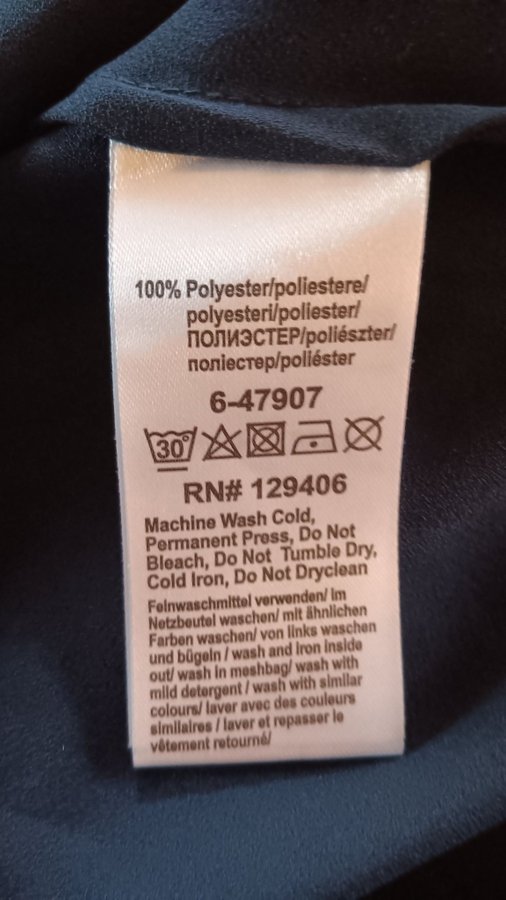 100% Polyester/poliestere/
polyesteri/poliester/
ПОЛИЭСТЕР/poliészter/
поліестер/poliéster
6-47907
30°
RN# 129406
Machine Wash Cold,
Permanent Press, Do Not
Bleach, Do Not Tumble Dry,
Cold Iron, Do Not Dryclean
Feinwaschmittel verwenden/ im
Netzbeutel waschen/ mit ähnlichen
Farben waschen/ von links waschen
und bügeln / wash and iron inside
out/ wash in meshbag/ wash with
mild detergent / wash with similar
colours/ laver avec des couleurs
similaires / laver et repasser le
vêtement retourné/